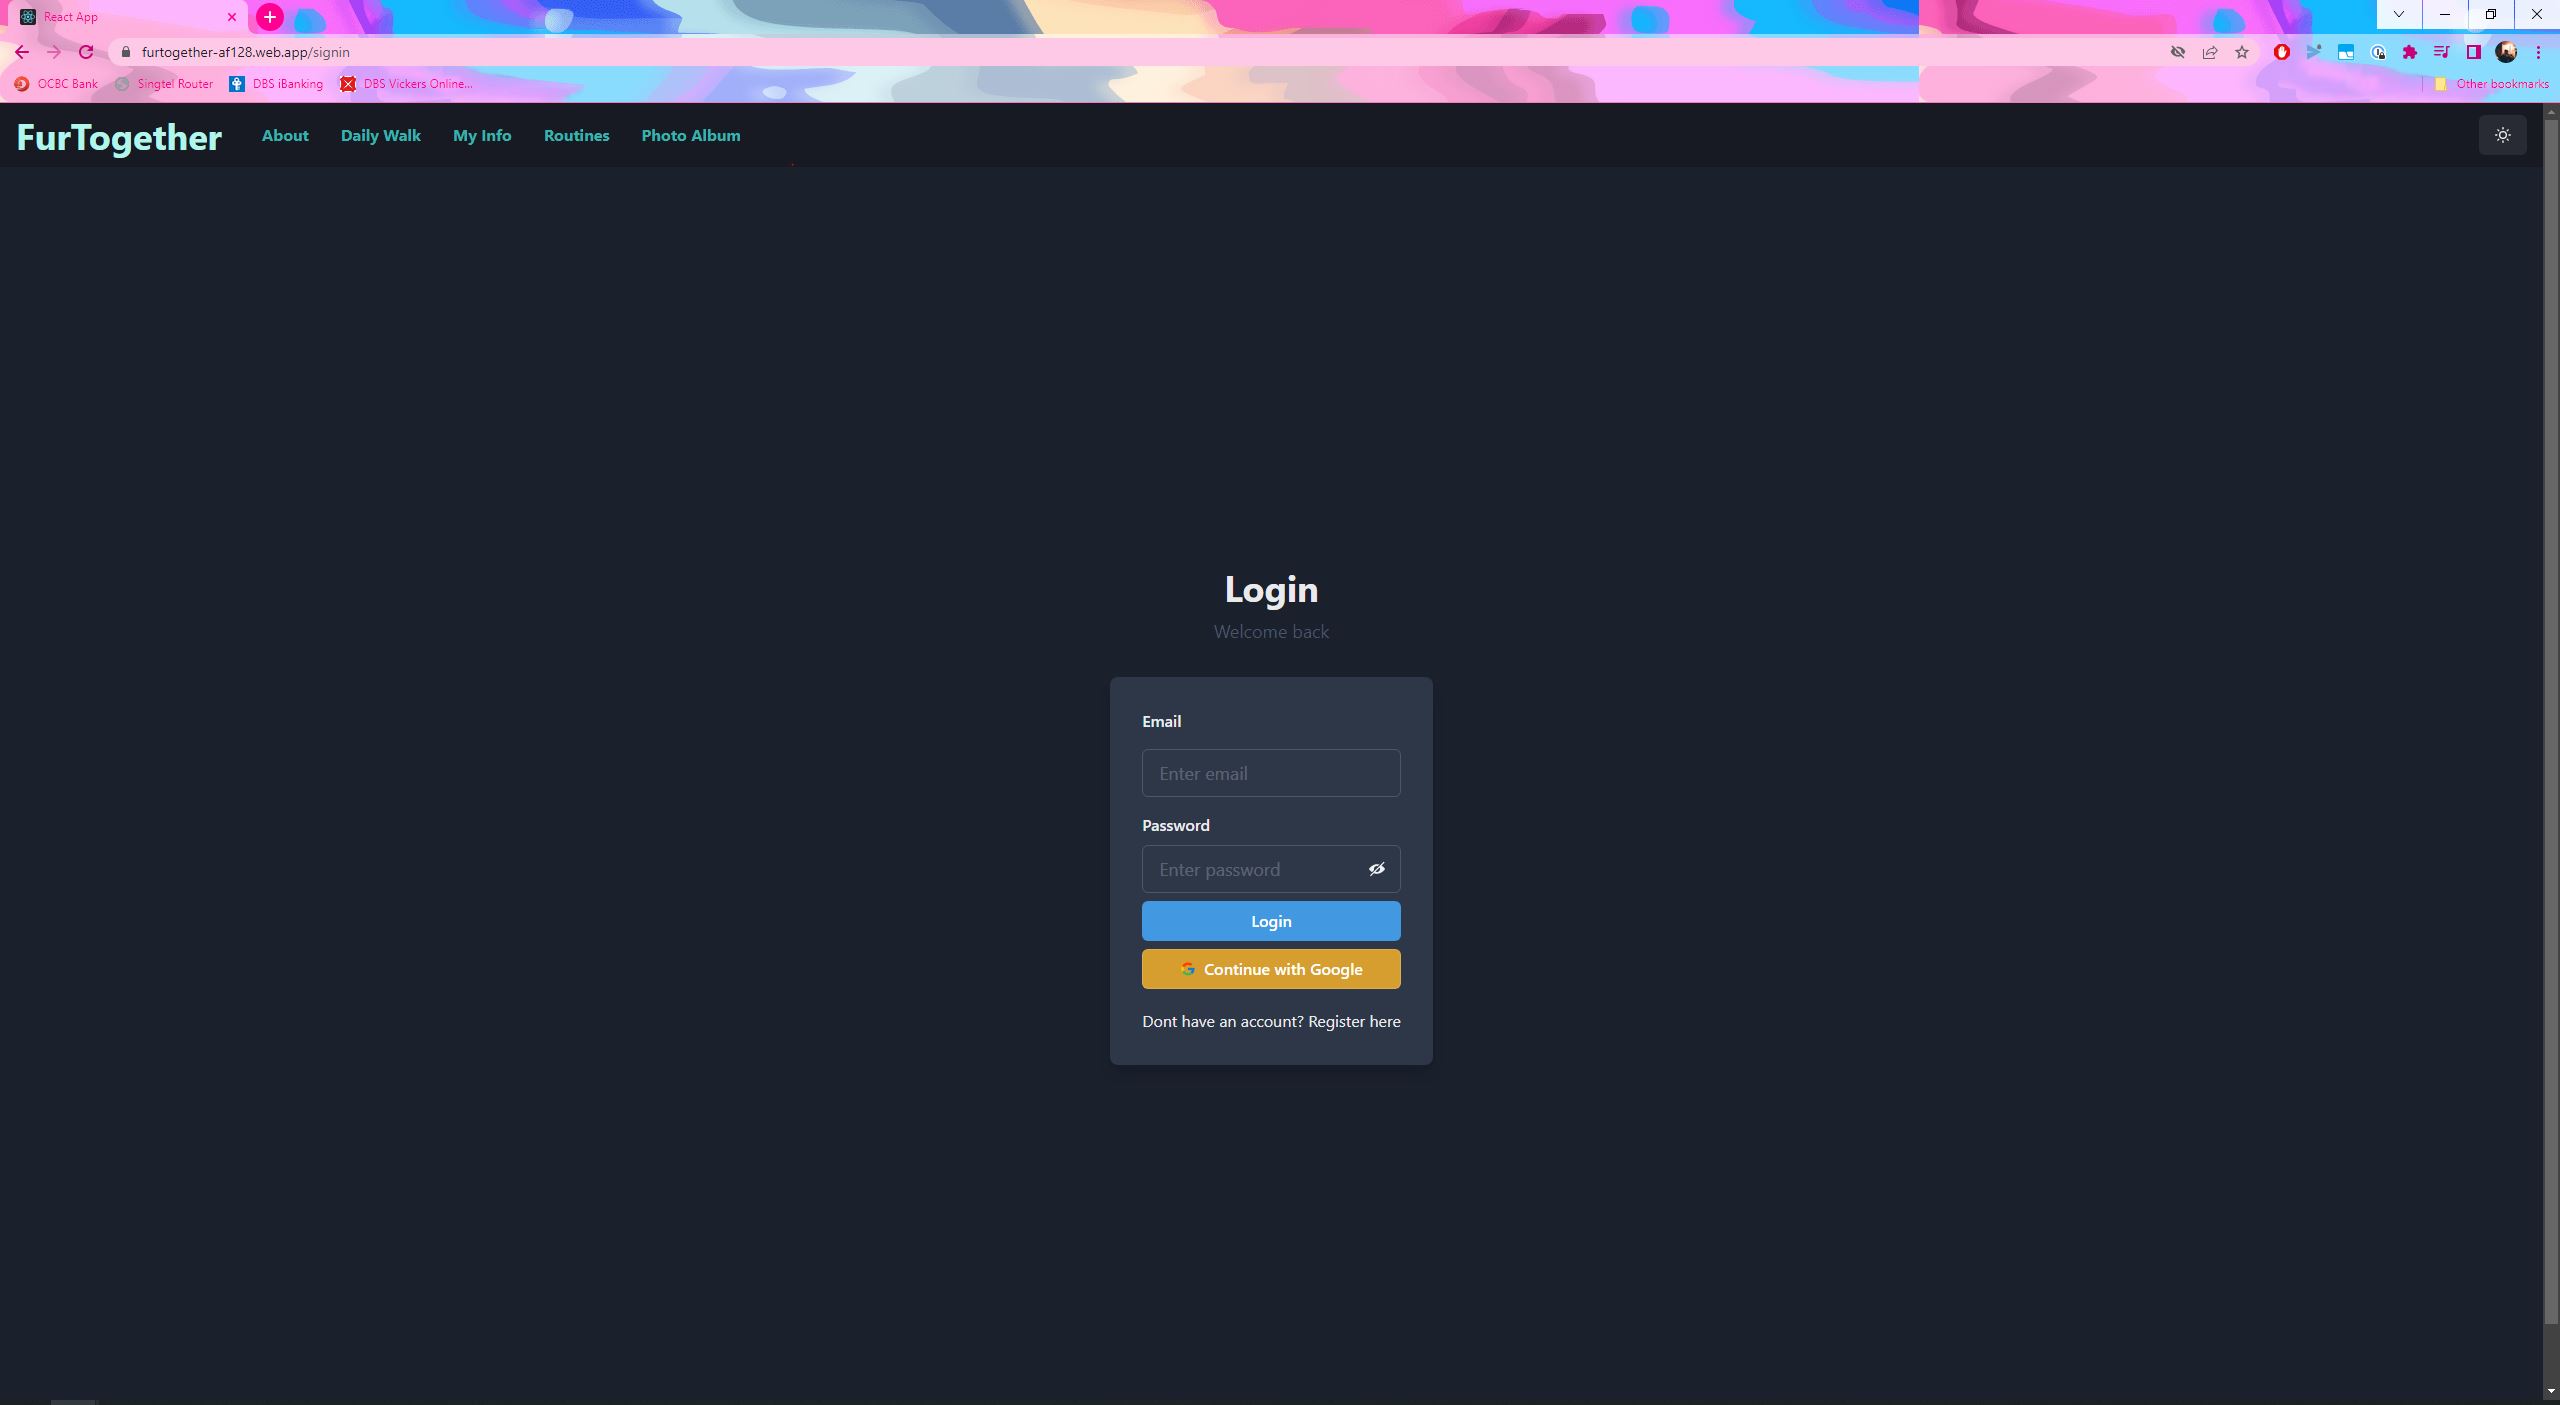 React App
furtogether-af128.web.app/signin
OCBC Bank Singtel Router DBS iBanking DBS Vickers Online... Other bookmarks
FurTogether About Daily Walk My Info Routines Photo Album
Login
Welcome back
Email
Enter email
Password
Enter password
Login
Continue with Google
Dont have an account? Register here